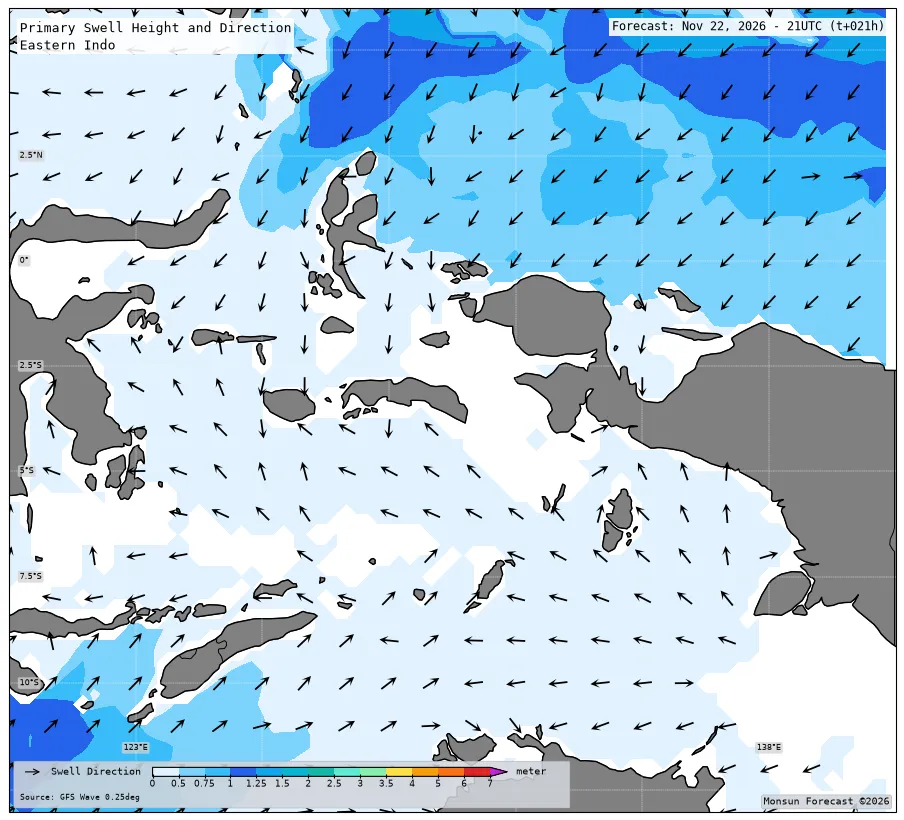 Primary Swell Height and Direction
Eastern Indo
Forecast: Nov 22, 2026 - 21UTC (t+021h)
2.5°N
0°
2.5°S
5°S
7.5°S
10°S
123°E
138°E
Swell Direction
meter
0 0.5 0.75 1 1.25 1.5 2 2.5 3 3.5 4 5 6 7
Source: GFS Wave 0.25deg
Monsun Forecast ©2026